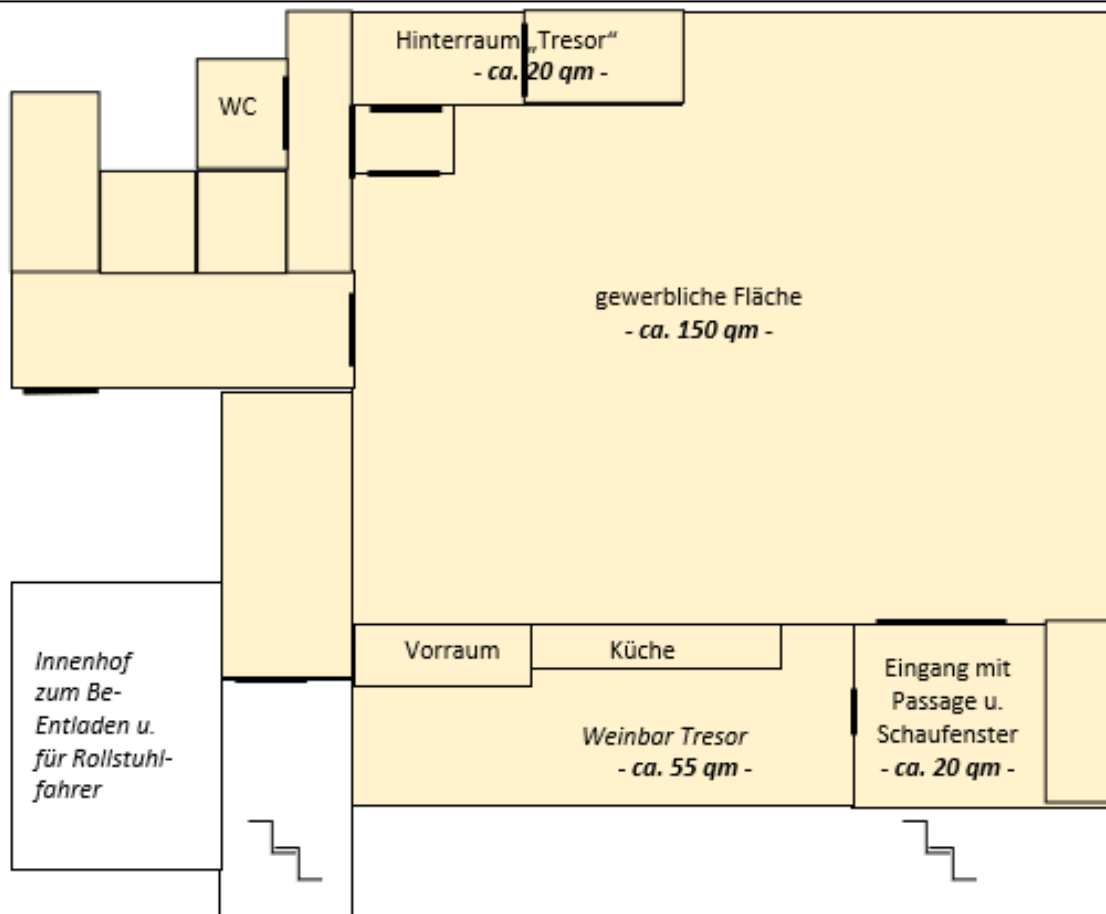 Hinterraum „Tresor“
- ca. 20 qm -
WC
gewerbliche Fläche
- ca. 150 qm -
Vorraum
Küche
Innenhof
zum Be-
Entladen u.
für Rollstuhl-
fahrer
Weinbar Tresor
- ca. 55 qm -
Eingang mit
Passage u.
Schaufenster
- ca. 20 qm -